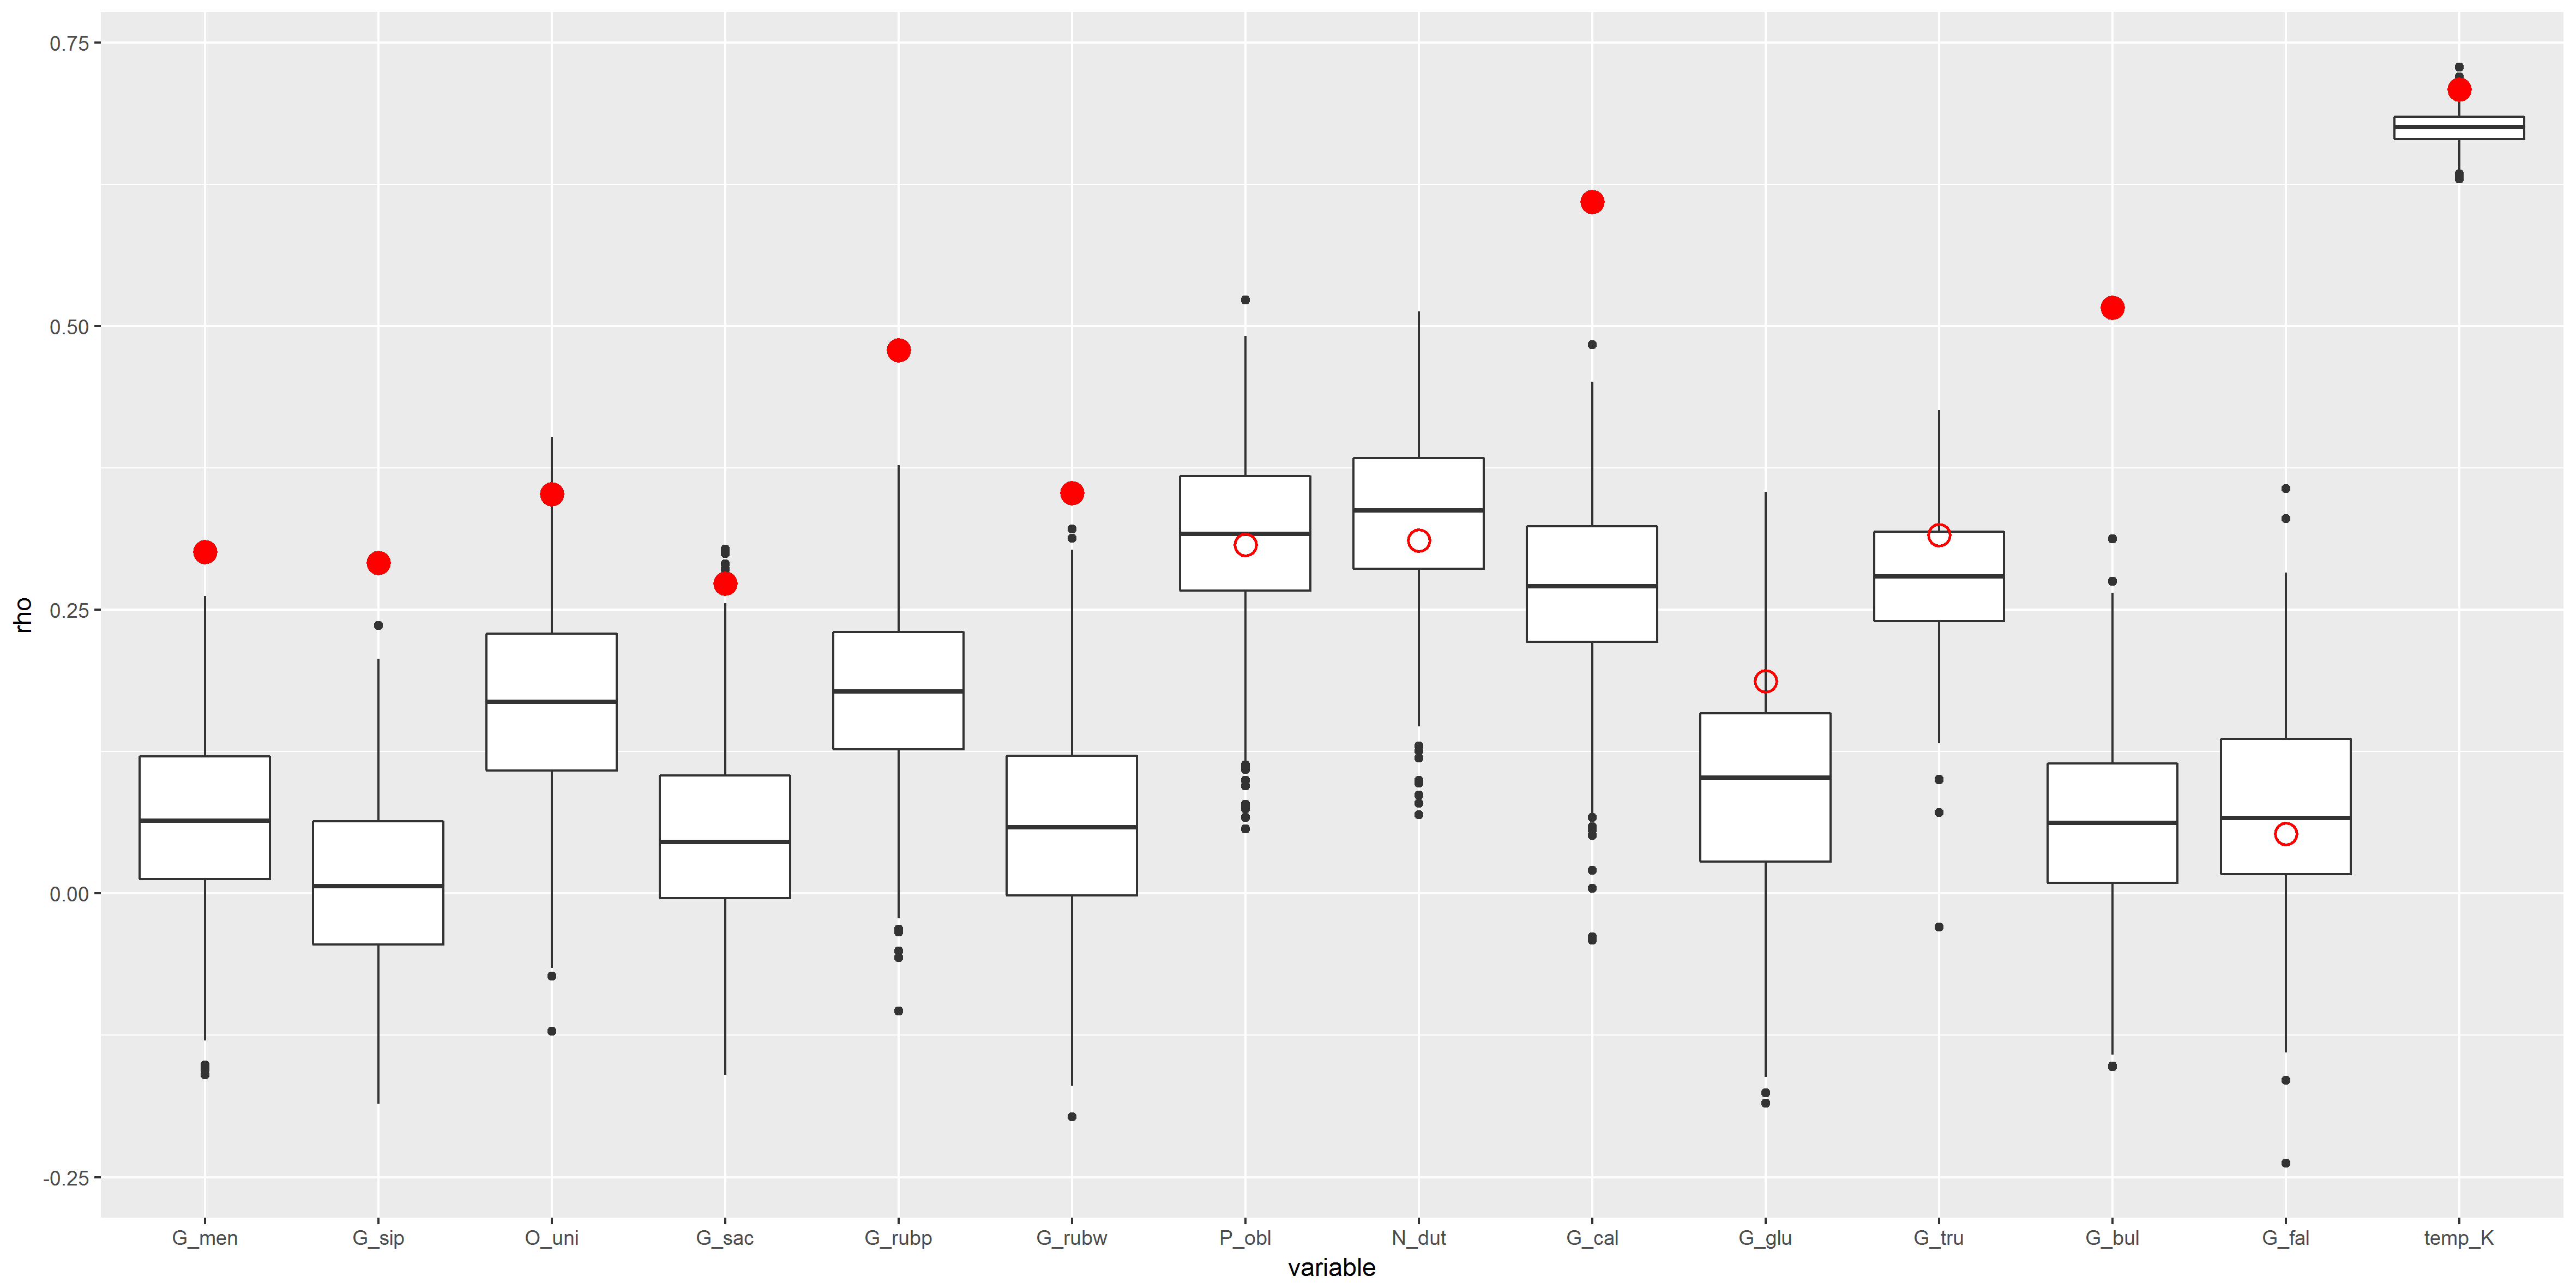 0.75
0.50
0.25
0.00
-0.25
rho
G_men G_sip O_uni G_sac G_rubp G_rubw P_obl N_dut G_cal G_glu G_tru G_bul G_fal temp_K
variable